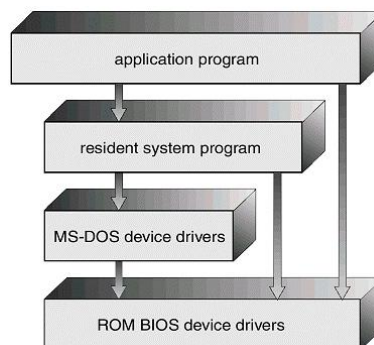 application program
resident system program
MS-DOS device drivers
ROM BIOS device drivers